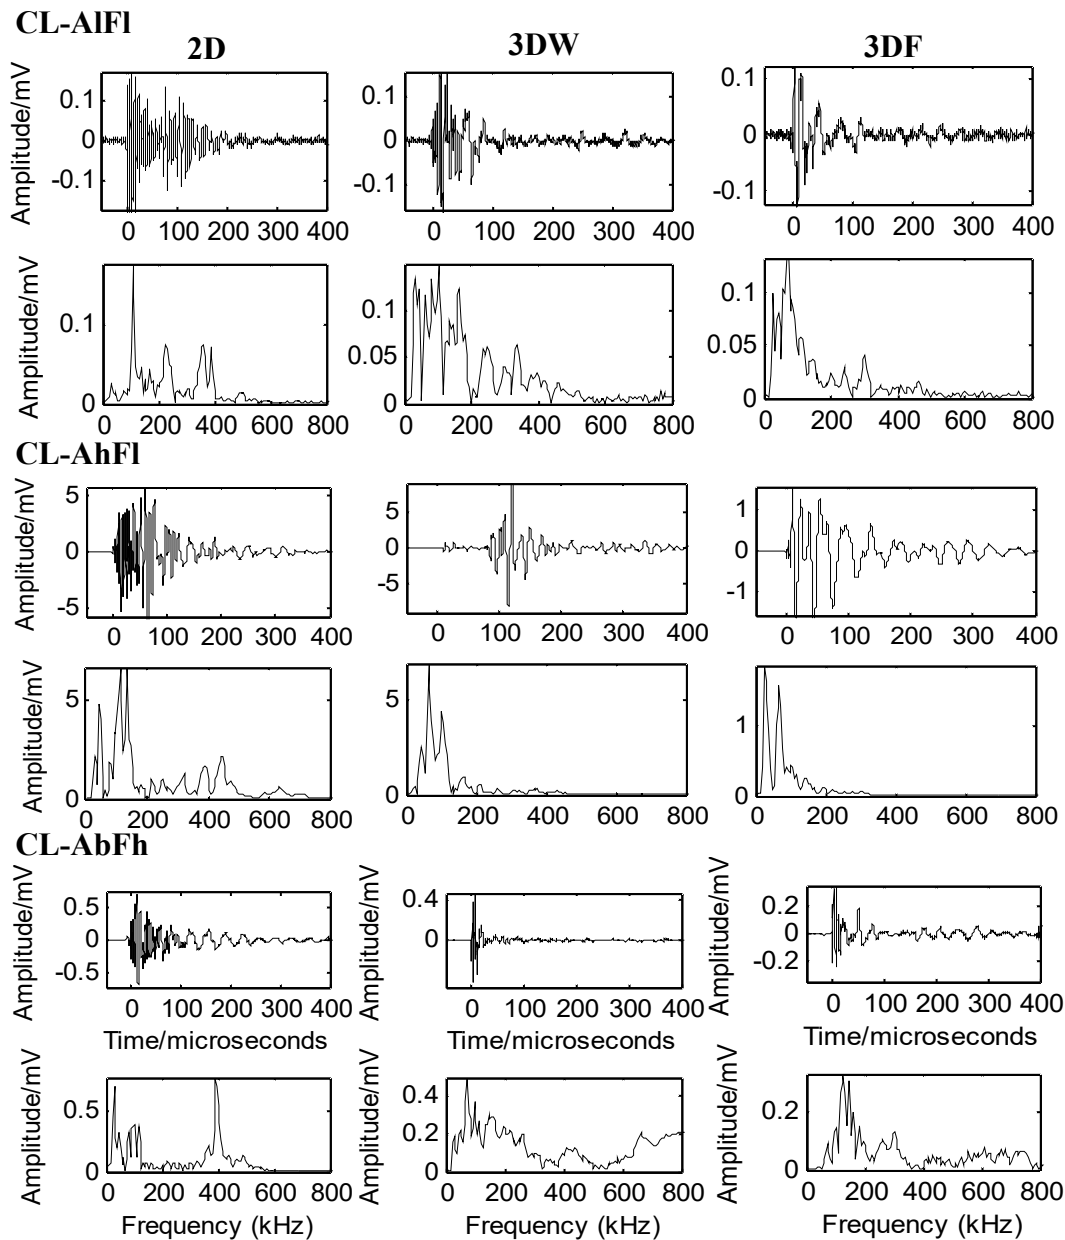 CL-AlFl
2D 3DW 3DF
Amplitude/mV 0.1 0 -0.1 0 100 200 300 400
0.1 0 -0.1 0 100 200 300 400
0.1 0 -0.1 0 100 200 300 400
Amplitude/mV 0.1 0 0 200 400 600 800
0.1 0.05 0 0 200 400 600 800
0.1 0.05 0 0 200 400 600 800
CL-AhFl
Amplitude/mV 5 0 -5 0 100 200 300 400
Amplitude/mV 5 0 -5 0 100 200 300 400
Amplitude/mV 1 0 -1 0 100 200 300 400
Amplitude/mV 5 0 0 200 400 600 800
Amplitude/mV 5 0 0 200 400 600 800
Amplitude/mV 1 0 0 200 400 600 800
CL-AbFh
Amplitude/mV 0.5 0 -0.5 0 100 200 300 400
Amplitude/mV 0.4 0 0 100 200 300 400
Amplitude/mV 0.2 0 -0.2 0 100 200 300 400
Time/microseconds Time/microseconds Time/microseconds
Amplitude/mV 0.5 0 0 200 400 600 800
Amplitude/mV 0.4 0.2 0 0 200 400 600 800
Amplitude/mV 0.2 0 0 200 400 600 800
Frequency (kHz) Frequency (kHz) Frequency (kHz)